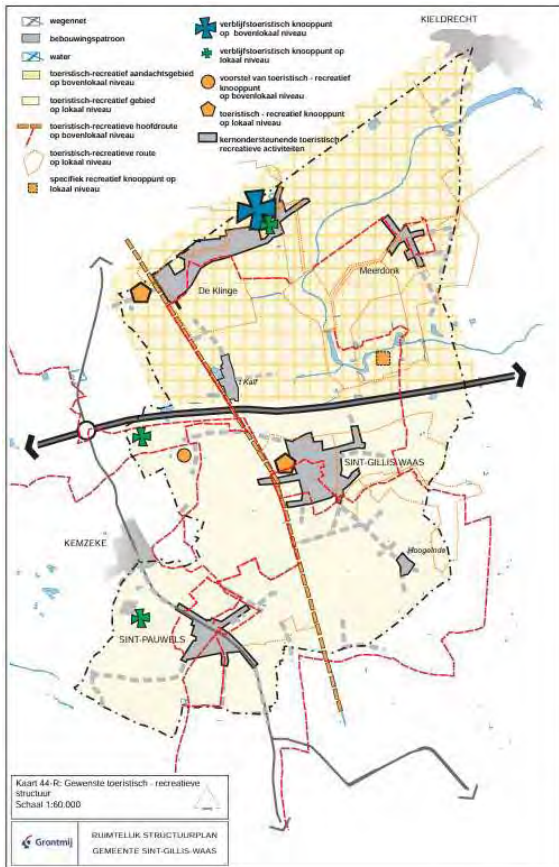 wegennet
bebouwingspatroon
water
toeristisch-recreatief aandachtsgebied
op bovenlokaal niveau
toeristisch-recreatief gebied
op lokaal niveau
toeristisch-recreatieve hoofdroute
op bovenlokaal niveau
toeristisch-recreatieve route
op lokaal niveau
specifiek recreatief knooppunt op
lokaal niveau
verblijfstoeristisch knooppunt
op bovenlokaal niveau
verblijfstoeristisch knooppunt op
lokaal niveau
voorstel van toeristisch - recreatief
knooppunt
op bovenlokaal niveau
toeristisch - recreatief knooppunt
op lokaal niveau
kernondersteunende toeristisch
recreatieve activiteiten
KIELDRECHT
Meerdonk
De Klinge
't Kalf
SINT-GILLIS-WAAS
KEMZEKE
Hoogeinde
SINT-PAUWELS
Kaart 44-R: Gewenste toeristisch - recreatieve
structuur
Schaal 1:60.000
Grontmij
RUIMTELIJK STRUCTUURPLAN
GEMEENTE SINT-GILLIS-WAAS